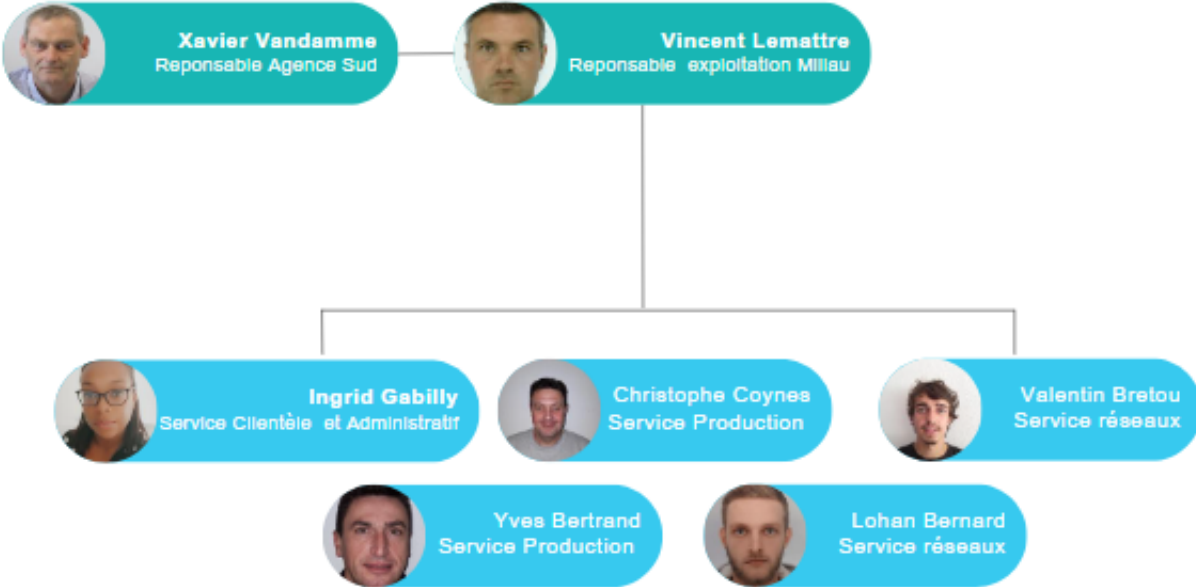 Xavier Vandamme
Reponsable Agence Sud
Vincent Lemattre
Reponsable exploitation Millau
Ingrid Gabilly
Service Clientèle et Administratif
Christophe Coynes
Service Production
Valentin Bretou
Service réseaux
Yves Bertrand
Service Production
Lohan Bernard
Service réseaux